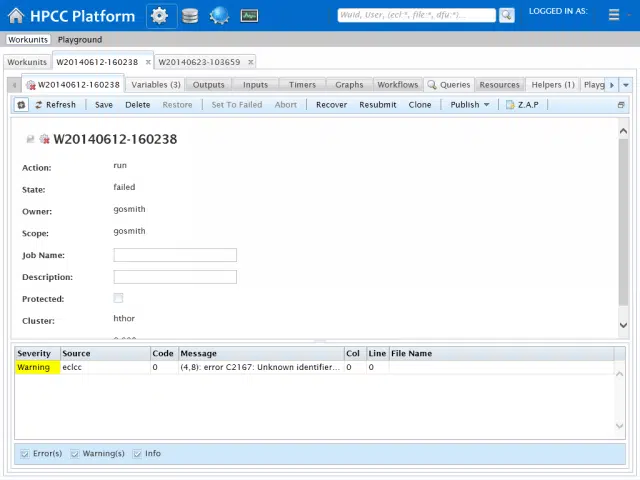 HPCC Platform
Wuid, User, (ecl:*, file:*, dfu:*...)
LOGGED IN AS:
Workunits Playground
Workunits W20140612-160238 W20140623-103659
W20140612-160238 Variables (3) Outputs Inputs Timers Graphs Workflows Queries Resources Helpers (1) Playg
Refresh Save Delete Restore Set To Failed Abort Recover Resubmit Clone Publish Z.A.P
W20140612-160238
Action: run
State: failed
Owner: gosmith
Scope: gosmith
Job Name:
Description:
Protected:
Cluster: hthor
Severity Source Code Message Col Line File Name
Warning eclcc 0 (4,8): error C2167: Unknown identifier... 0 0
Error(s) Warning(s) Info